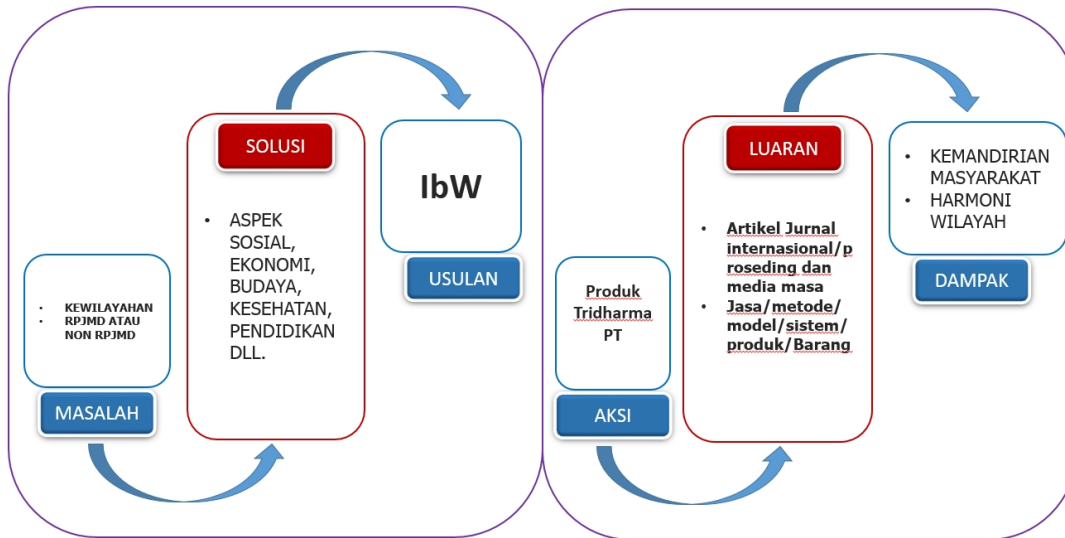 • KEWILAYAHAN
• RPJMD ATAU
NON RPJMD
MASALAH
SOLUSI
• ASPEK
SOSIAL,
EKONOMI,
BUDAYA,
KESEHATAN,
PENDIDIKAN
DLL.
IbW
USULAN
Produk
Tridharma
PT
AKSI
LUARAN
• Artikel Jurnal
internasional/p
roseding dan
media masa
• Jasa/metode/
model/sistem/
produk/Barang
• KEMANDIRIAN
MASYARAKAT
• HARMONI
WILAYAH
DAMPAK